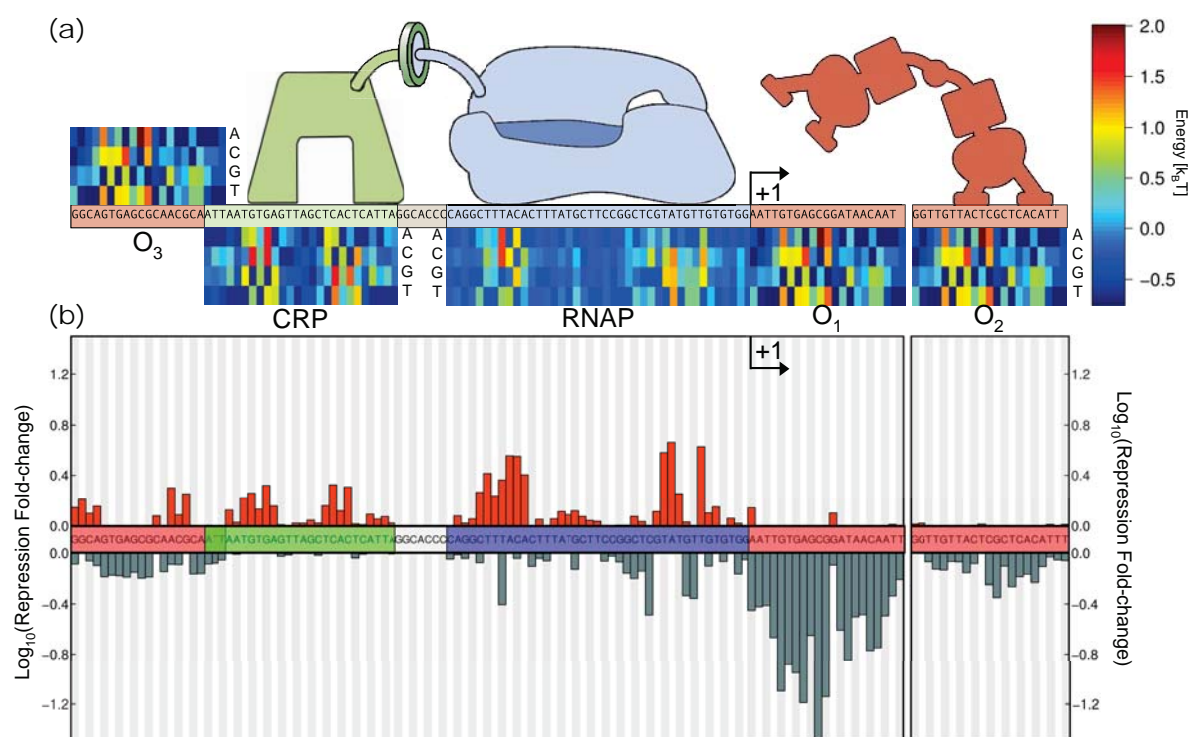 (a)
2.0
1.5
1.0
0.5
0.0
−0.5
Energy [kBT]
A
C
G
T
+1
GGCAGTGAGCGCAACGCAATTAATGTGAGTTAGCTCACTCATTAGGCACCCCAGGCTTTACACTTTATGCTTCCGGCTCGTATGTTGTGTGGAATTGTGAGCGGATAACAAT GGTTGTTACTCGCTCACATT
O3
A
C
G
T
A
C
G
T
A
C
G
T
CRP RNAP O1 O2
(b)
+1
Log10(Repression Fold-change)
1.2
0.8
0.4
0.0
GGCAGTGAGCGCAACGCAATTAATGTGAGTTAGCTCACTCATTAGGCACCCCAGGCTTTACACTTTATGCTTCCGGCTCGTATGTTGTGTGGAATTGTGAGCGGATAACAATT GGTTGTTACTCGCTCACATTT
0.0
−0.4
−0.8
−1.2
1.2
0.8
0.4
0.0
0.0
−0.4
−0.8
−1.2
Log10(Repression Fold-change)